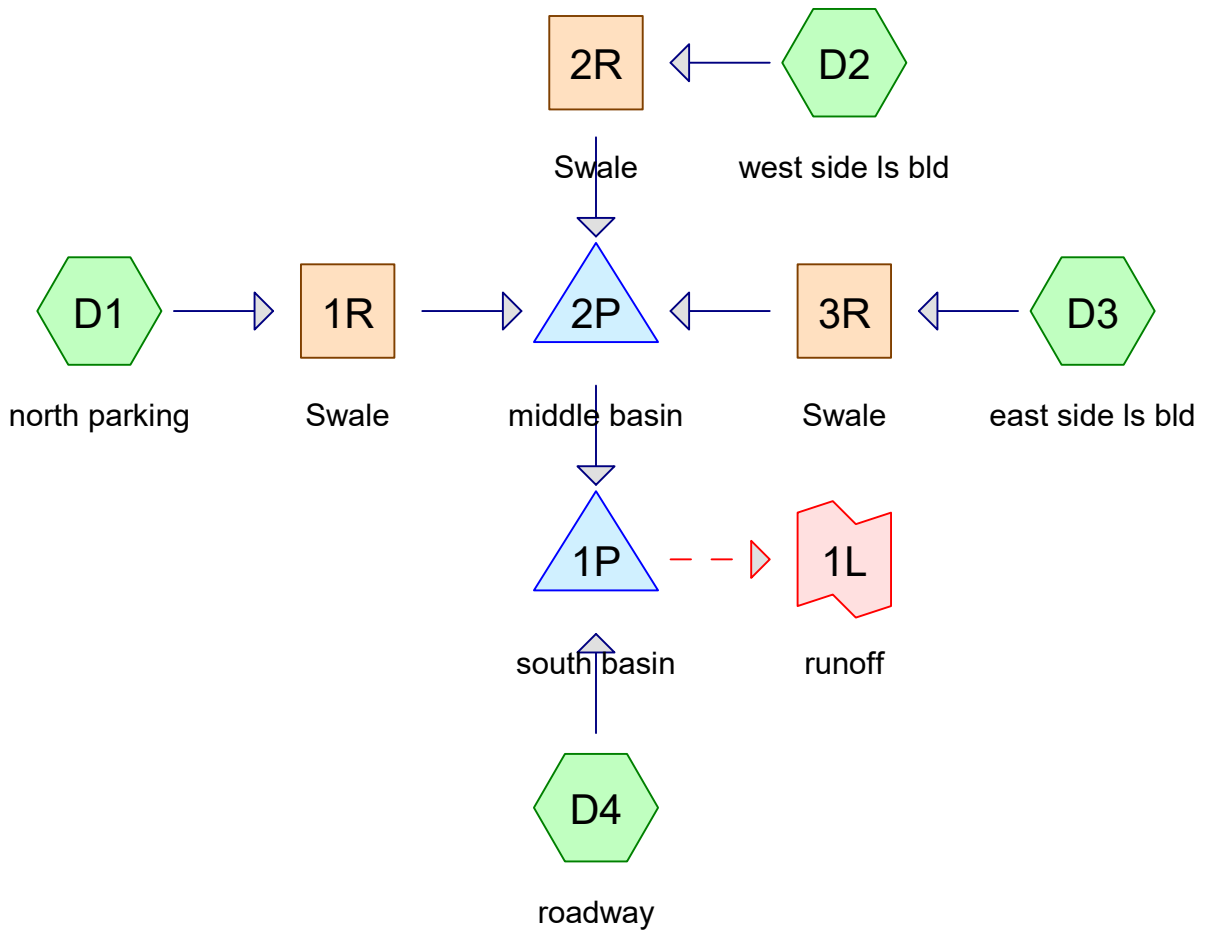 2R
D2
Swale
west side ls bld
D1
1R
2P
3R
D3
north parking
Swale
middle basin
Swale
east side ls bld
1P
1L
south basin
runoff
D4
roadway